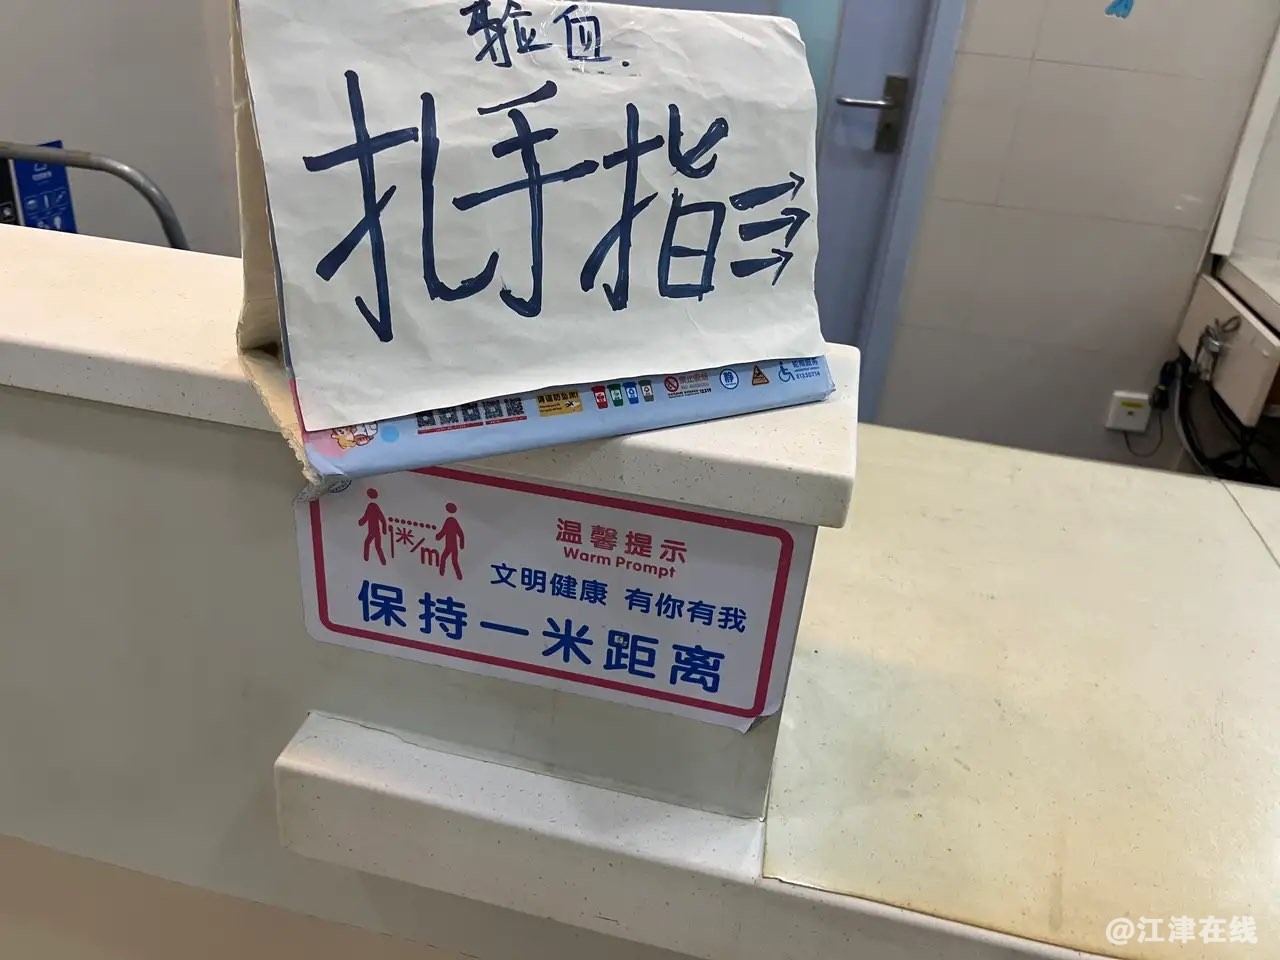 验血.
扎手指
温馨提示
Warm Prompt
1米/m
文明健康 有你有我
保持一米距离
@江津在线